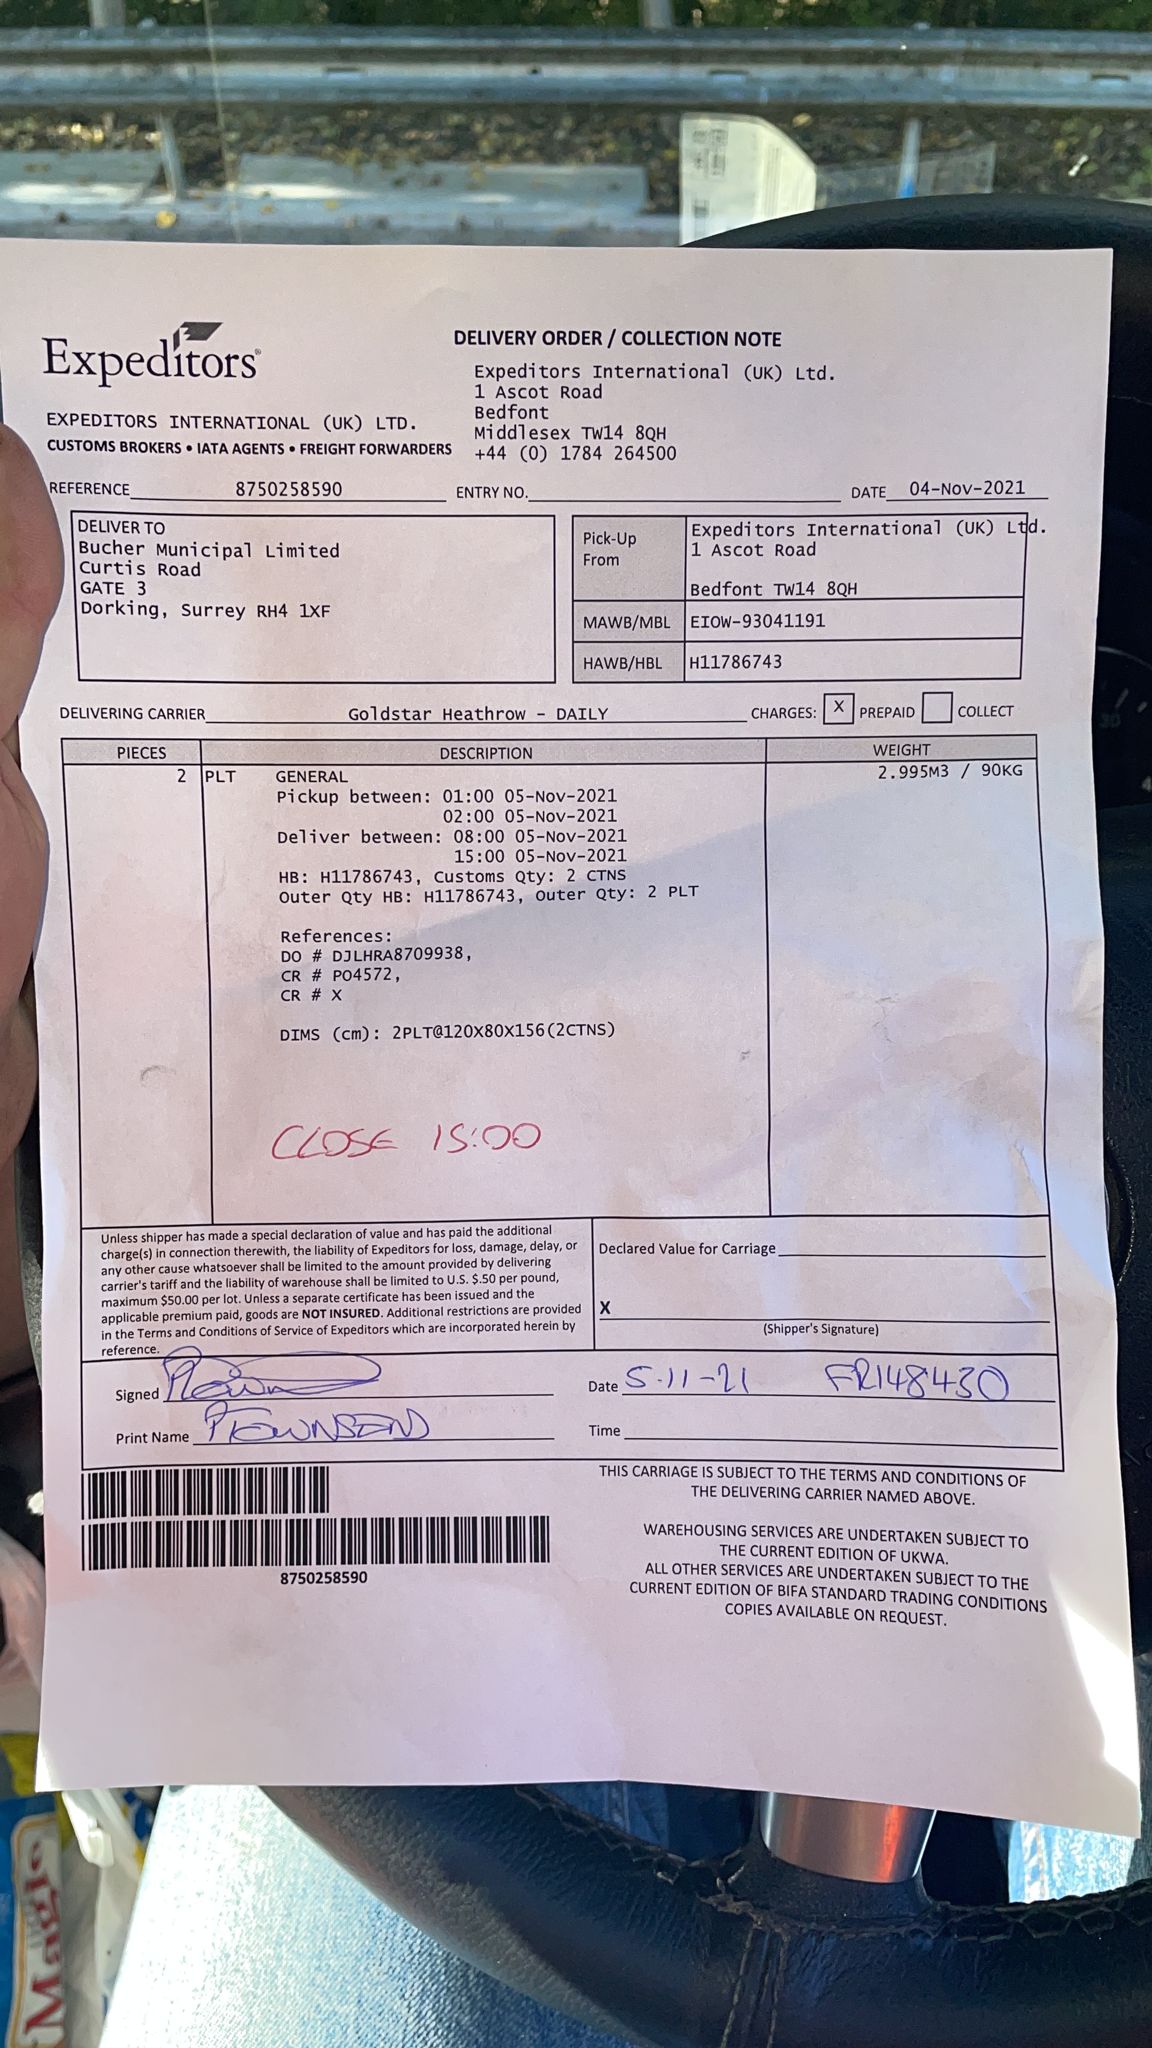 Expeditors®
EXPEDITORS INTERNATIONAL (UK) LTD.
CUSTOMS BROKERS • IATA AGENTS • FREIGHT FORWARDERS
DELIVERY ORDER / COLLECTION NOTE
Expeditors International (UK) Ltd.
1 Ascot Road
Bedfont
Middlesex TW14 8QH
+44 (0) 1784 264500
REFERENCE 8750258590 ENTRY NO. DATE 04-Nov-2021
DELIVER TO
Bucher Municipal Limited
Curtis Road
GATE 3
Dorking, Surrey RH4 1XF
Pick-Up From
Expeditors International (UK) Ltd.
1 Ascot Road
Bedfont TW14 8QH
MAWB/MBL EIOW-93041191
HAWB/HBL H11786743
DELIVERING CARRIER Goldstar Heathrow - DAILY CHARGES: X PREPAID COLLECT
PIECES DESCRIPTION WEIGHT
2 PLT GENERAL 2.995M3 / 90KG
Pickup between: 01:00 05-Nov-2021
02:00 05-Nov-2021
Deliver between: 08:00 05-Nov-2021
15:00 05-Nov-2021
HB: H11786743, Customs Qty: 2 CTNS
Outer Qty HB: H11786743, Outer Qty: 2 PLT
References:
DO # DJLHRA8709938,
CR # PO4572,
CR # X
DIMS (cm): 2PLT@120X80X156(2CTNS)
CLOSE 15:00
Unless shipper has made a special declaration of value and has paid the additional
charge(s) in connection therewith, the liability of Expeditors for loss, damage, delay, or
any other cause whatsoever shall be limited to the amount provided by delivering
carrier's tariff and the liability of warehouse shall be limited to U.S. $.50 per pound,
maximum $50.00 per lot. Unless a separate certificate has been issued and the
applicable premium paid, goods are NOT INSURED. Additional restrictions are provided
in the Terms and Conditions of Service of Expeditors which are incorporated herein by
reference.
Declared Value for Carriage
X
(Shipper's Signature)
Signed
Date 5-11-21 FR148430
Print Name PTOWNSEND
Time
8750258590
THIS CARRIAGE IS SUBJECT TO THE TERMS AND CONDITIONS OF
THE DELIVERING CARRIER NAMED ABOVE.
WAREHOUSING SERVICES ARE UNDERTAKEN SUBJECT TO
THE CURRENT EDITION OF UKWA.
ALL OTHER SERVICES ARE UNDERTAKEN SUBJECT TO THE
CURRENT EDITION OF BIFA STANDARD TRADING CONDITIONS
COPIES AVAILABLE ON REQUEST.
Magic